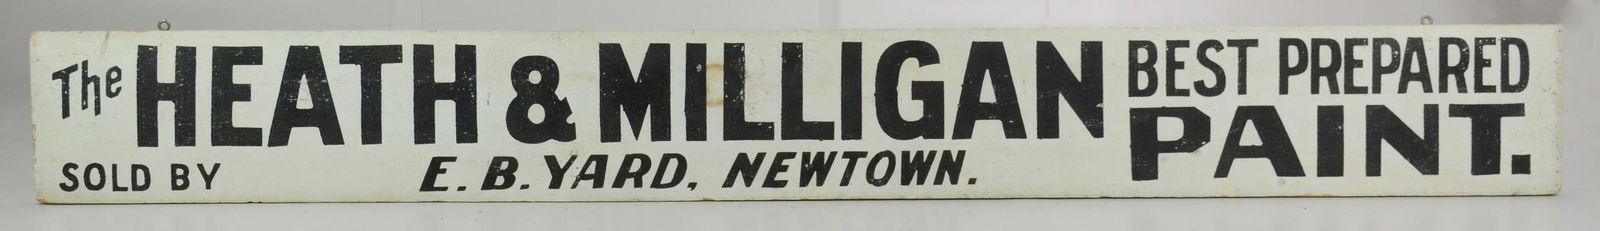 The HEATH & MILLIGAN BEST PREPARED
PAINT.
SOLD BY E. B. YARD, NEWTOWN.